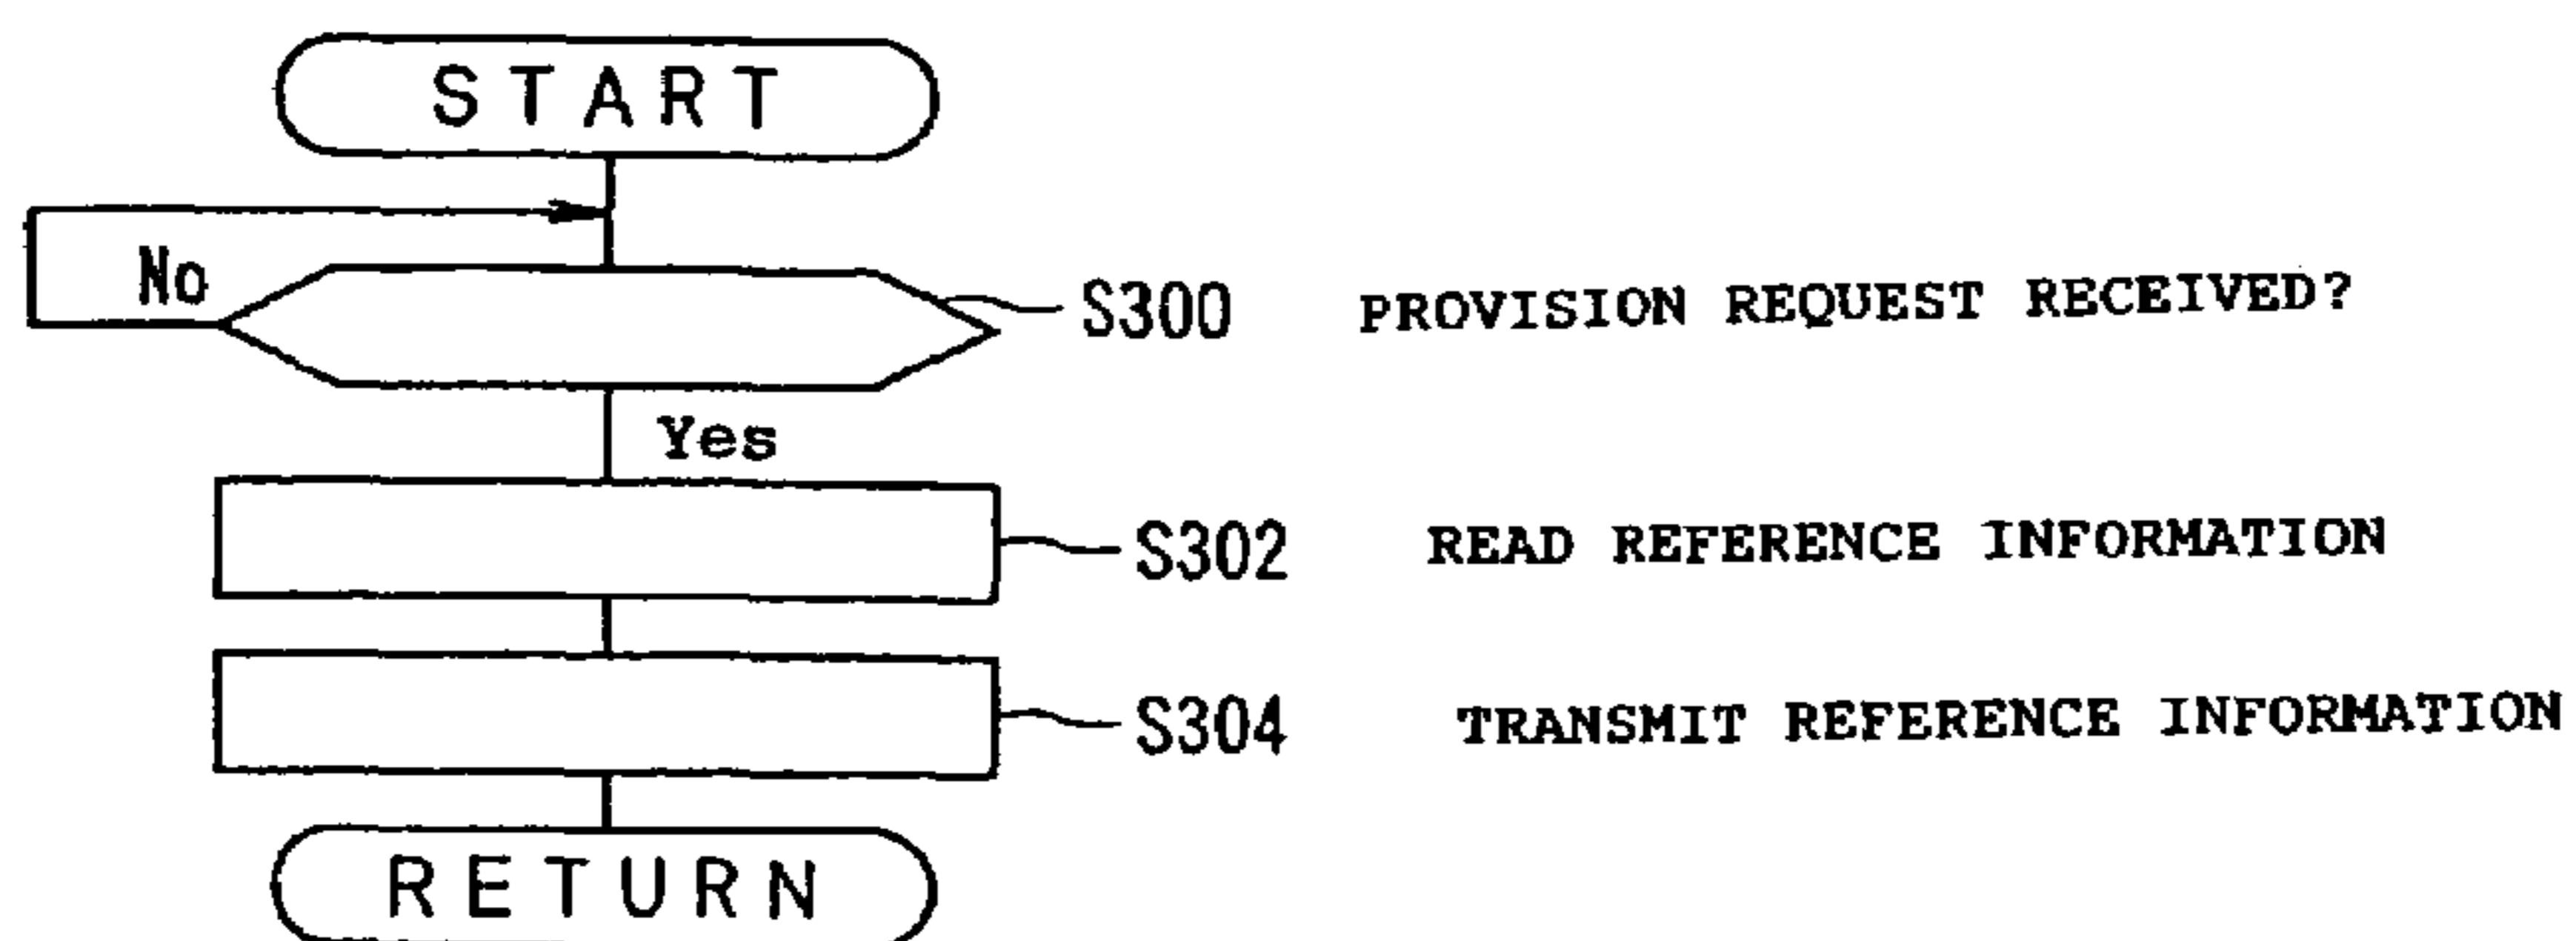 START
No
S300 PROVISION REQUEST RECEIVED?
Yes
S302 READ REFERENCE INFORMATION
S304 TRANSMIT REFERENCE INFORMATION
RETURN